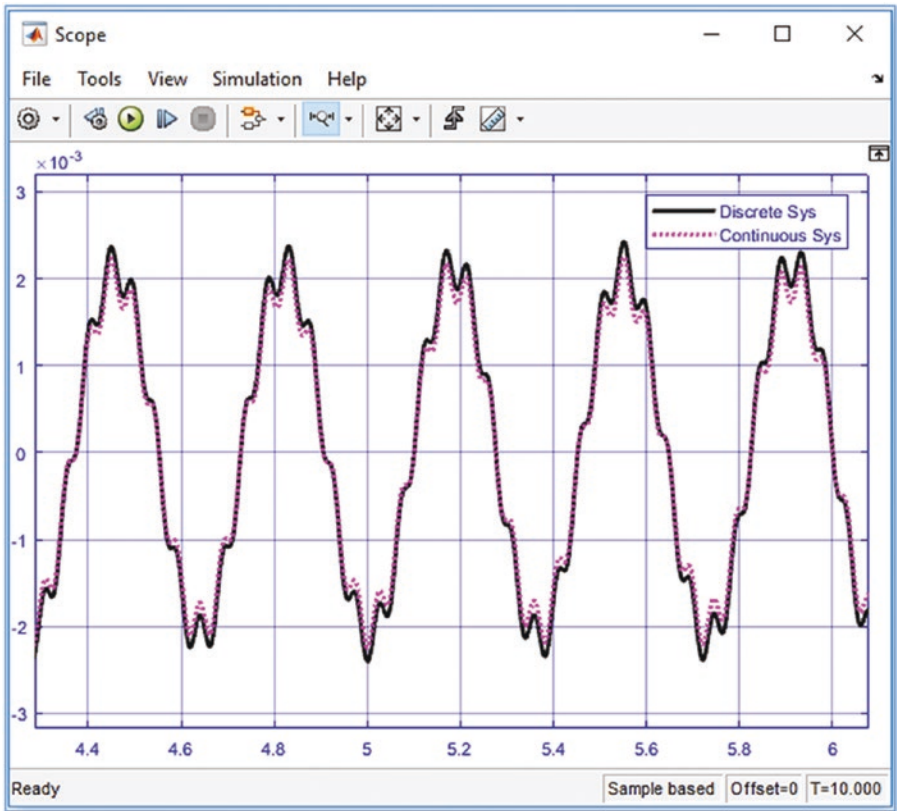 Scope
File Tools View Simulation Help
×10-3
Discrete Sys
Continuous Sys
3
2
1
0
-1
-2
-3
4.4 4.6 4.8 5 5.2 5.4 5.6 5.8 6
Ready Sample based Offset=0 T=10.000